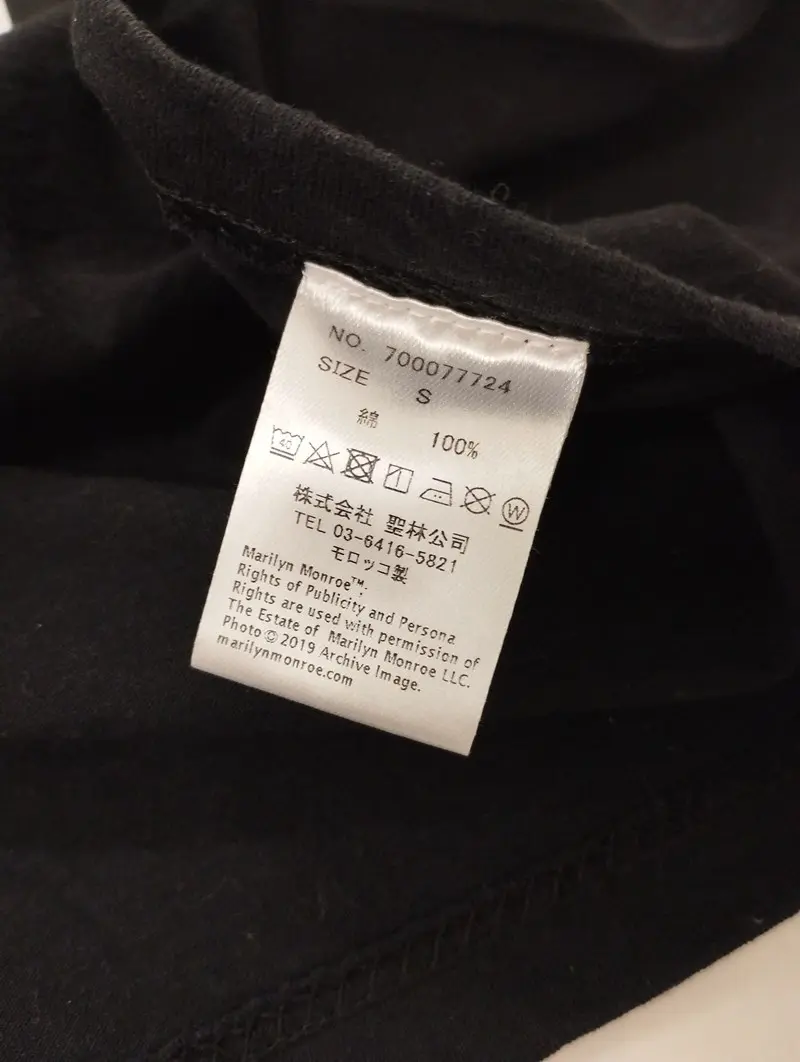 NO. 700077724
SIZE S
綿 100%
40 W
株式会社 聖林公司
TEL 03-6416-5821
モロッコ製
Marilyn Monroe™;
Rights of Publicity and Persona
Rights are used with permission of
The Estate of Marilyn Monroe LLC.
Photo © 2019 Archive Image.
marilynmonroe.com